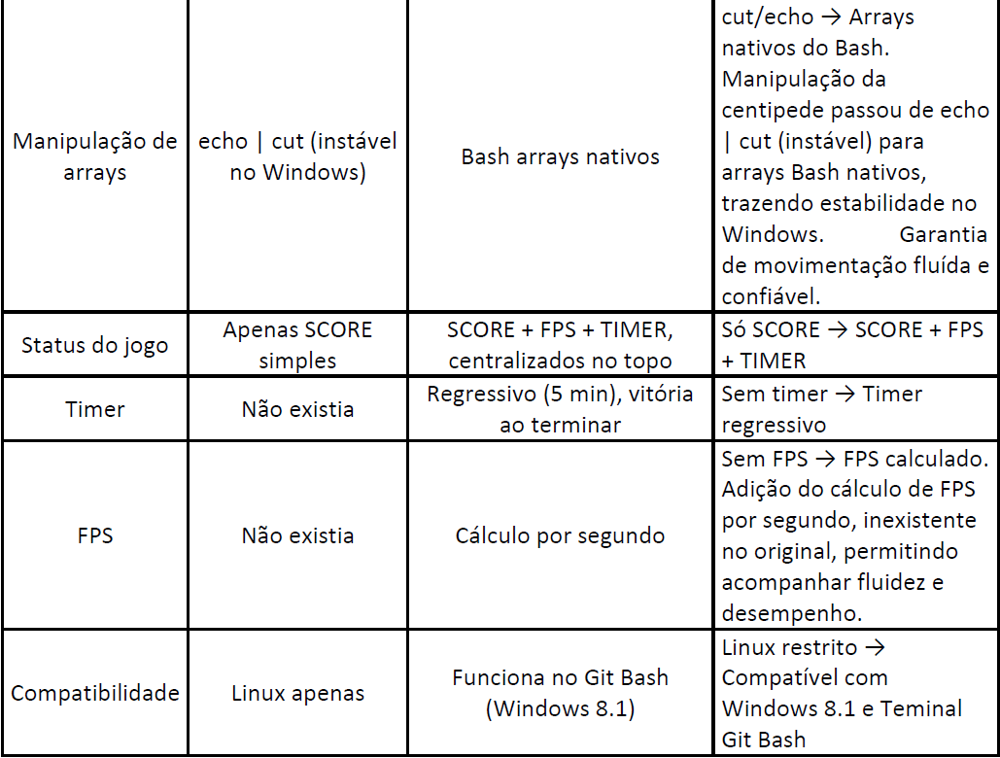 Manipulação de
arrays
echo | cut (instável
no Windows)
Bash arrays nativos
cut/echo → Arrays
nativos do Bash.
Manipulação da
centipede passou de echo
| cut (instável) para
arrays Bash nativos,
trazendo estabilidade no
Windows. Garantia
de movimentação fluída e
confiável.
Status do jogo
Apenas SCORE
simples
SCORE + FPS + TIMER,
centralizados no topo
Só SCORE → SCORE + FPS
+ TIMER
Timer
Não existia
Regressivo (5 min), vitória
ao terminar
Sem timer → Timer
regressivo
FPS
Não existia
Cálculo por segundo
Sem FPS → FPS calculado.
Adição do cálculo de FPS
por segundo, inexistente
no original, permitindo
acompanhar fluidez e
desempenho.
Compatibilidade
Linux apenas
Funciona no Git Bash
(Windows 8.1)
Linux restrito →
Compatível com
Windows 8.1 e Teminal
Git Bash